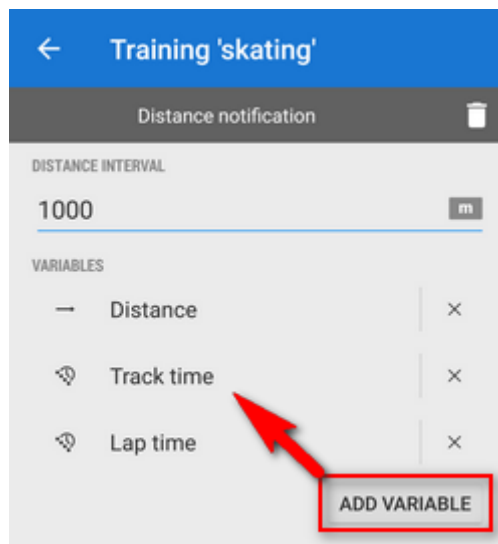 Training 'skating'
Distance notification
DISTANCE INTERVAL
1000 m
VARIABLES
Distance
Track time
Lap time
ADD VARIABLE